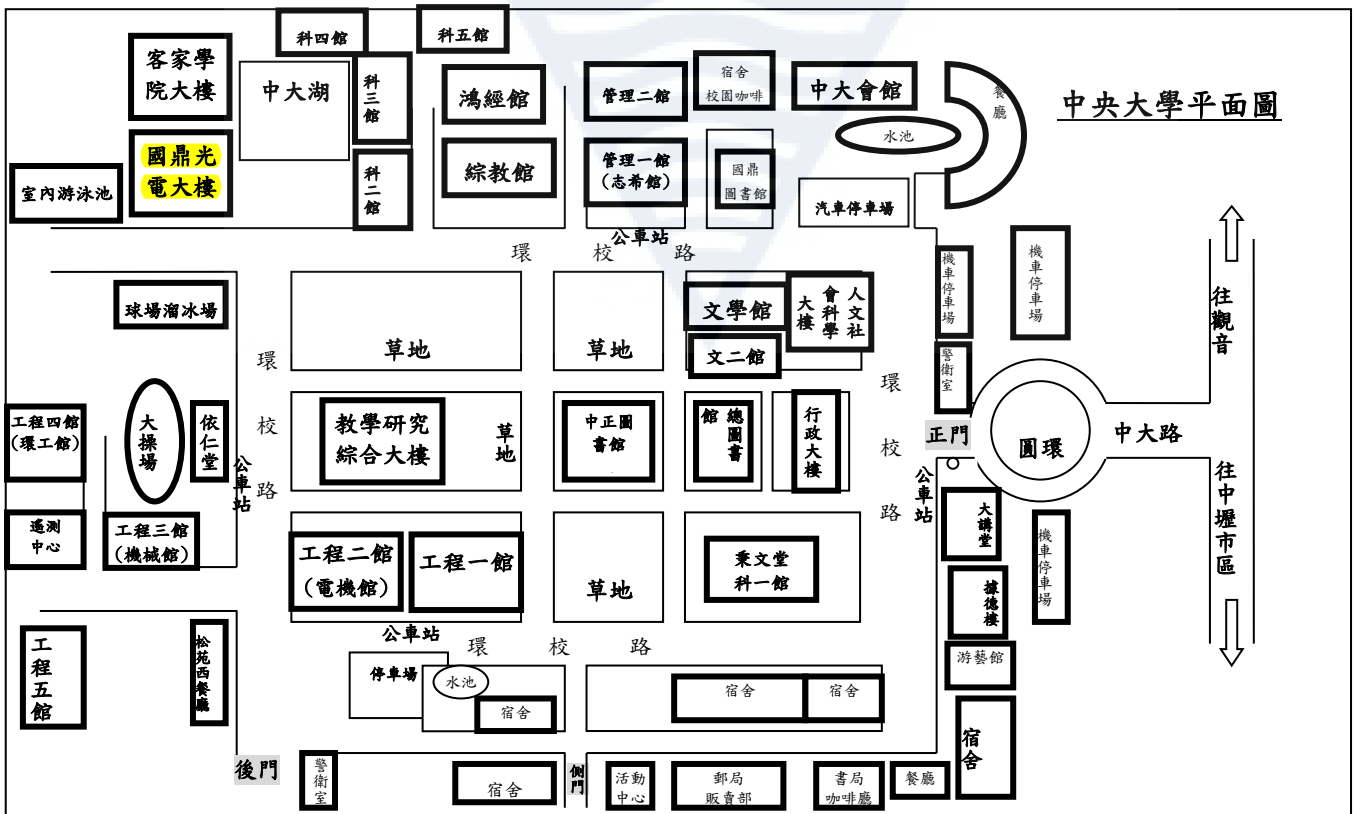 中央大學平面圖
科四館
科五館
客家學
院大樓
中大湖
科三館
鴻經館
管理二館
宿舍
校園咖啡
中大會館
餐廳
水池
國鼎光
電大樓
室內游泳池
科二館
綜教館
管理一館
(志希館)
國鼎
圖書館
汽車停車場
公車站
環校路
球場溜冰場
草地
草地
文學館
文二館
人文社
會科學
大樓
機車停車場
機車停車場
往觀音
警衛室
環校路
環校路
工程四館
(環工館)
大操場
依仁堂
公車站
教學研究
綜合大樓
草地
中正圖
書館
總圖書
館
行政大樓
正門
圓環
中大路
公車站
往中壢市區
遙測
中心
工程三館
(機械館)
工程二館
(電機館)
工程一館
草地
秉文堂
科一館
大講堂
機車停車場
據德樓
公車站
環校路
工程五館
松苑西餐廳
停車場
水池
宿舍
宿舍
宿舍
游藝館
宿舍
後門
警衛室
宿舍
側門
活動
中心
郵局
販賣部
書局
咖啡廳
餐廳